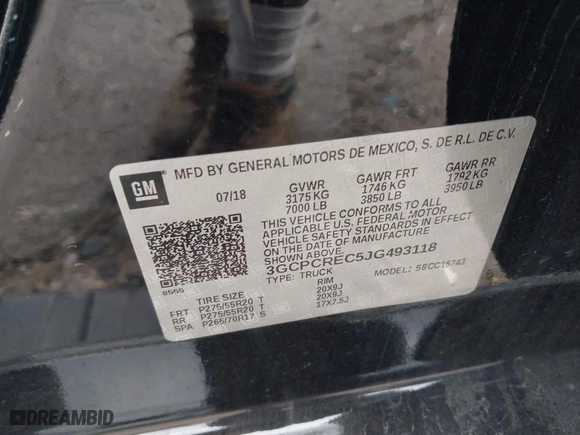 GM
MFD BY GENERAL MOTORS DE MEXICO, S. DE R.L. DE C.V.
07/18 GVWR GAWR FRT GAWR RR
3175 KG 1746 KG 1792 KG
7000 LB 3850 LB 3950 LB
THIS VEHICLE CONFORMS TO ALL
APPLICABLE U.S. FEDERAL MOTOR
VEHICLE SAFETY STANDARDS IN EFFECT
ON THE DATE OF MANUFACTURE
SHOWN ABOVE.
3GCPCREC5JG493118
TYPE: TRUCK MODEL: 58CC15743
8555
TIRE SIZE RIM
FRT P275/55R20 T 20X9J
RR P275/55R20 T 20X9J
SPA P265/70R17 S 17X7.5J
DREAMBID